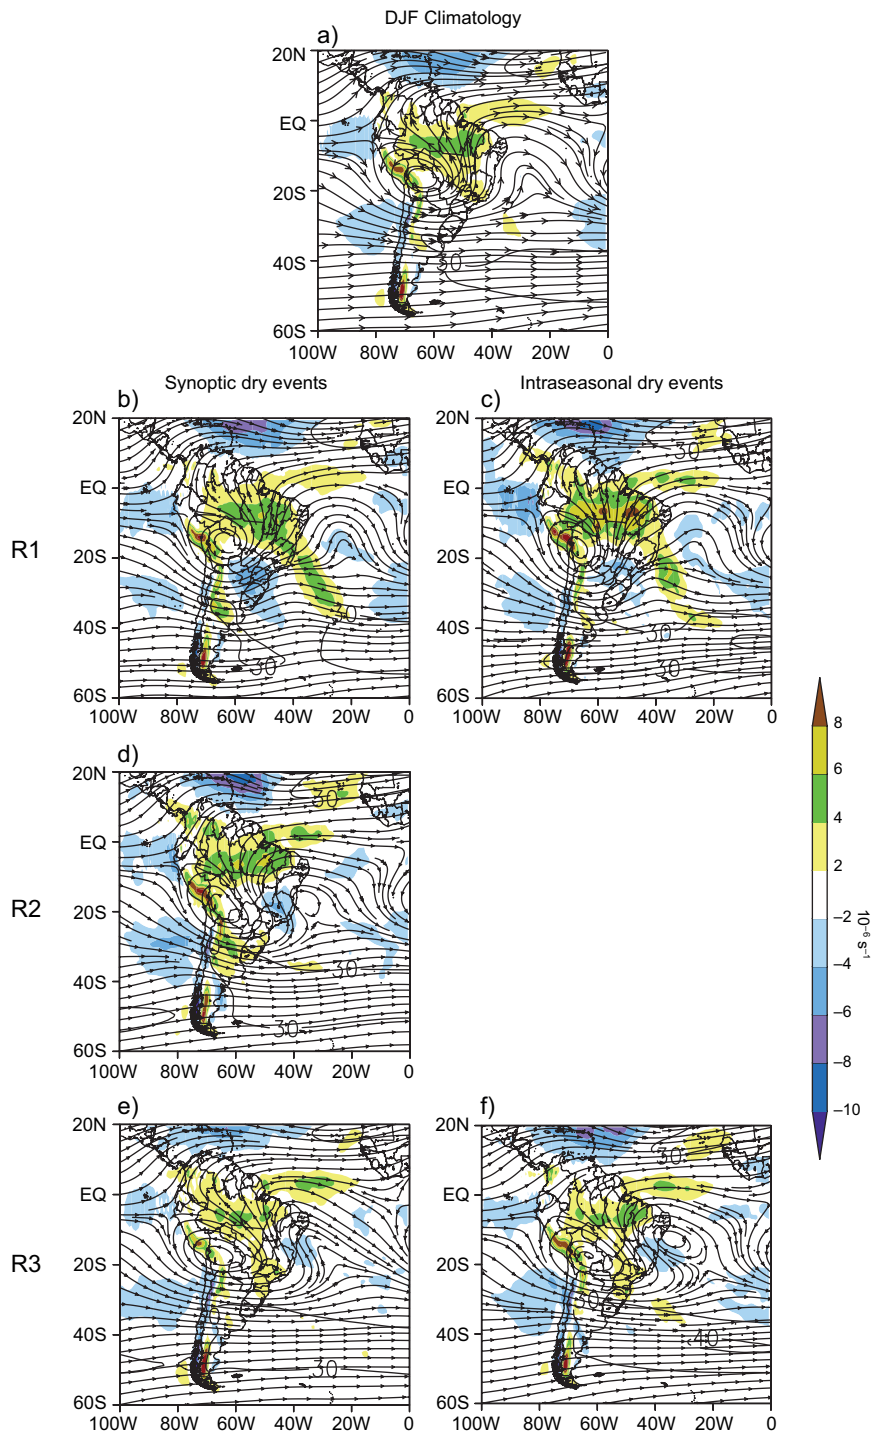 DJF Climatology
a)
20N
EQ
20S
40S
60S
30
100W 80W 60W 40W 20W 0
Synoptic dry events
Intraseasonal dry events
b)
c)
R1
20N
EQ
20S
40S
60S
30
100W 80W 60W 40W 20W 0
20N
EQ
20S
40S
60S
30
30
30
100W 80W 60W 40W 20W 0
d)
R2
20N
EQ
20S
40S
60S
30
30
30
100W 80W 60W 40W 20W 0
8
6
4
2
–2
–4
–6
–8
–10
10⁻⁶ s⁻¹
e)
f)
R3
20N
EQ
20S
40S
60S
30
100W 80W 60W 40W 20W 0
20N
EQ
20S
40S
60S
30
30
40
100W 80W 60W 40W 20W 0